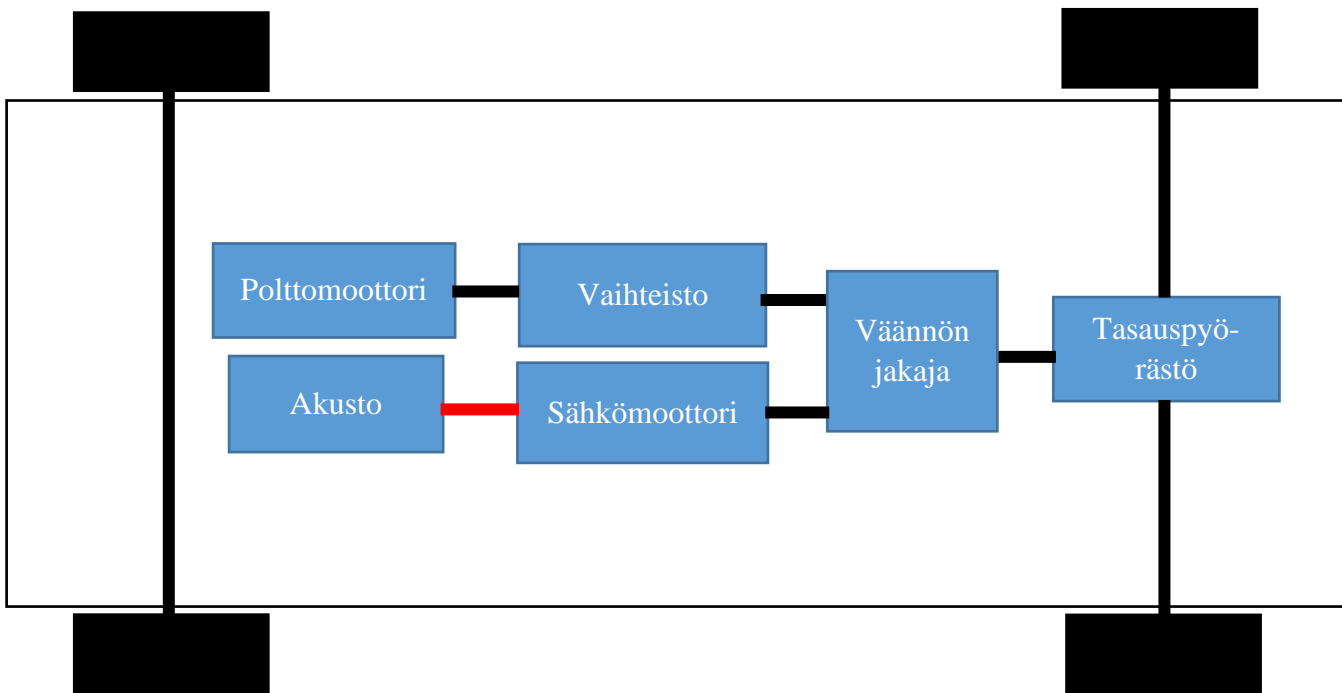 Polttomoottori
Vaihteisto
Väännön
jakaja
Tasauspyö-
rästö
Akusto
Sähkömoottori